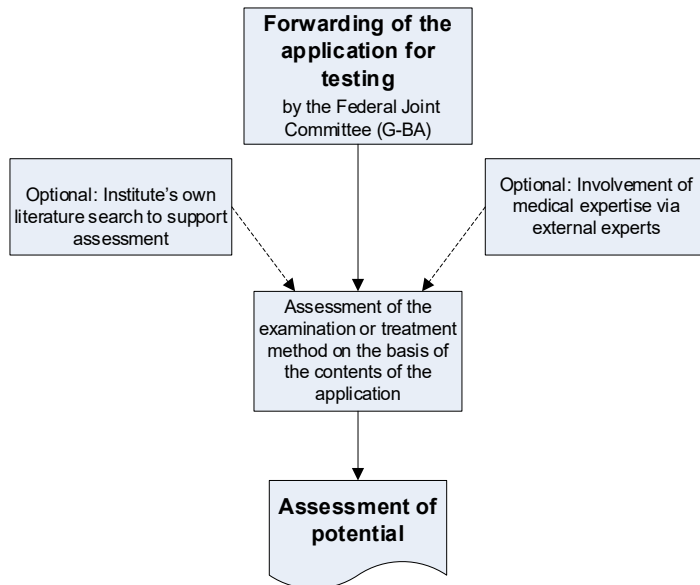 Forwarding of the
application for
testing
by the Federal Joint
Committee (G-BA)
Optional: Institute's own
literature search to support
assessment
Optional: Involvement of
medical expertise via
external experts
Assessment of the
examination or treatment
method on the basis of
the contents of the
application
Assessment of
potential